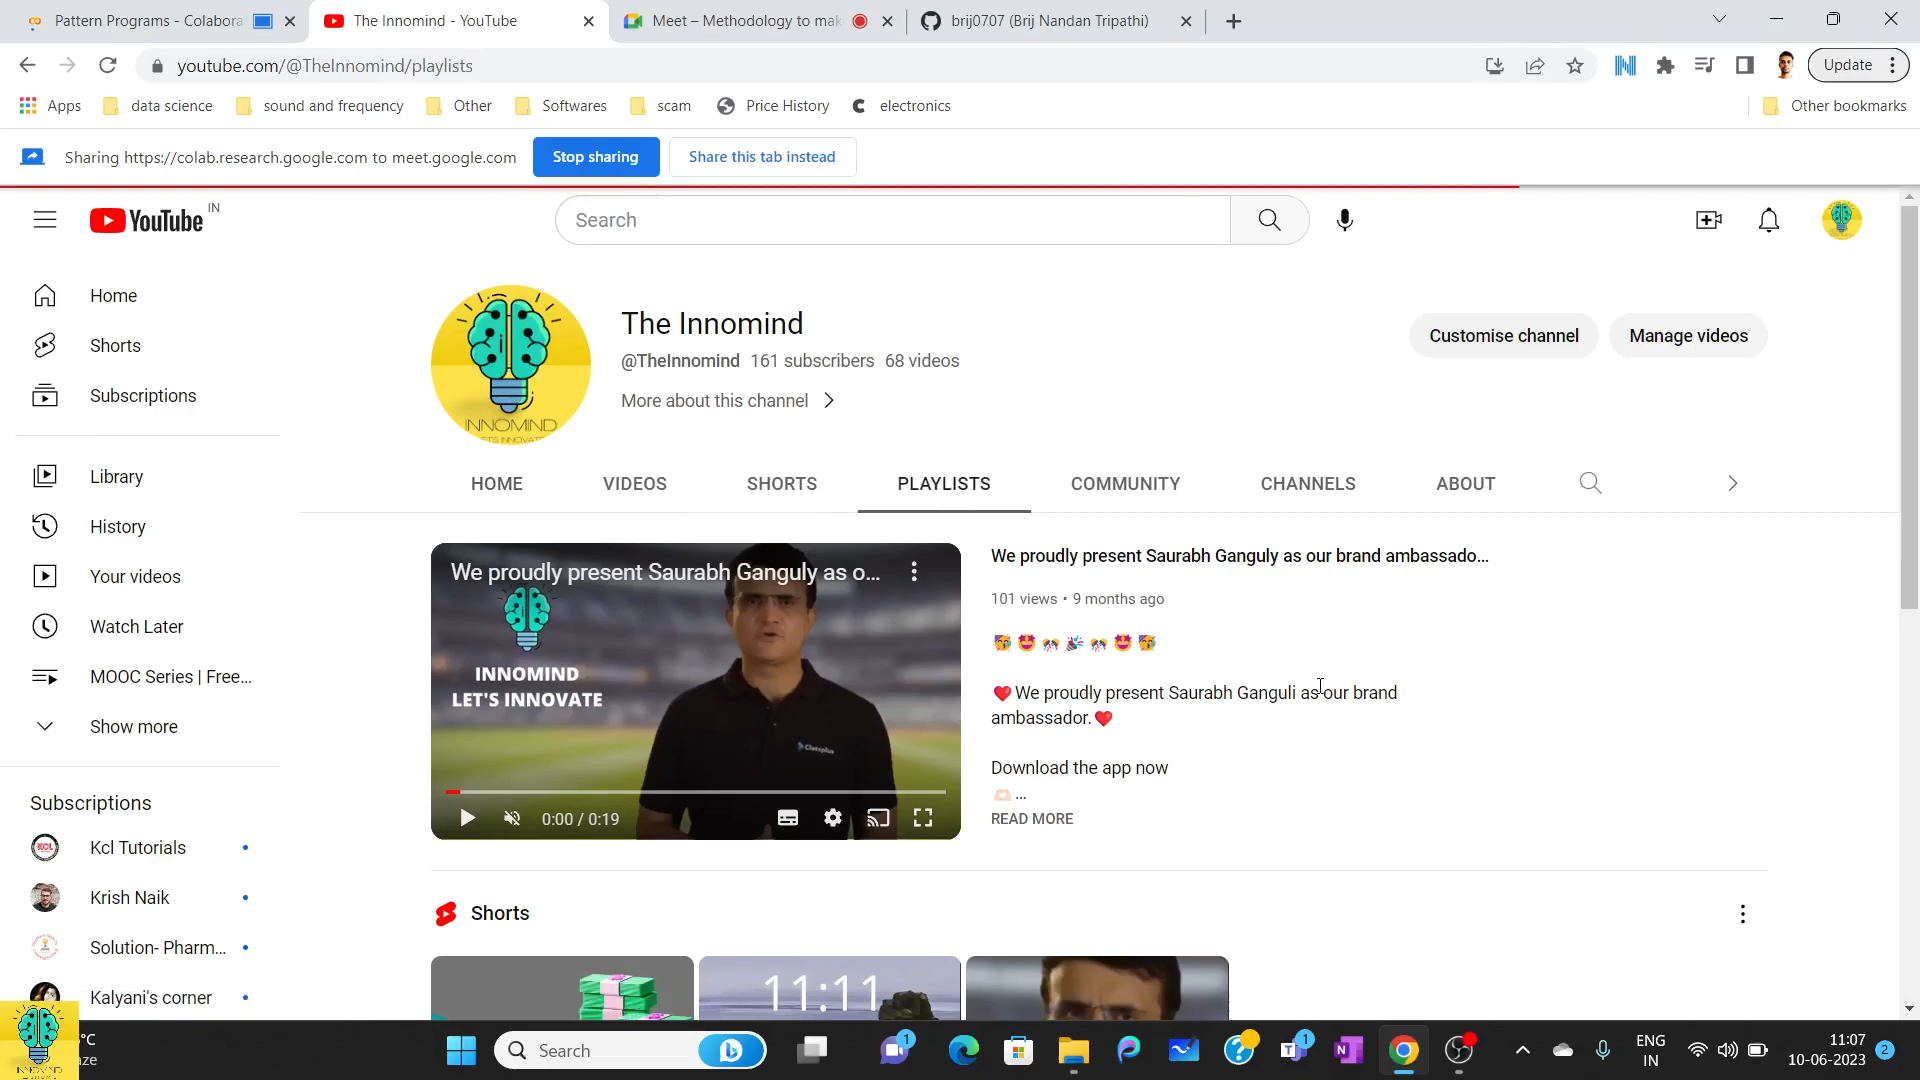 Pattern Programs - Colabora
The Innomind - YouTube
Meet – Methodology to mak
brij0707 (Brij Nandan Tripathi)
youtube.com/@TheInnomind/playlists
Update
Apps
data science
sound and frequency
Other
Softwares
scam
Price History
electronics
Other bookmarks
Sharing https://colab.research.google.com to meet.google.com
Stop sharing
Share this tab instead
YouTube IN
Search
Home
Shorts
Subscriptions
Library
History
Your videos
Watch Later
MOOC Series | Free...
Show more
Subscriptions
Kcl Tutorials
Krish Naik
Solution- Pharm...
Kalyani's corner
INNOMIND
The Innomind
@TheInnomind 161 subscribers 68 videos
More about this channel
Customise channel
Manage videos
HOME
VIDEOS
SHORTS
PLAYLISTS
COMMUNITY
CHANNELS
ABOUT
We proudly present Saurabh Ganguly as o...
INNOMIND
LET'S INNOVATE
Classplus
0:00 / 0:19
We proudly present Saurabh Ganguly as our brand ambassado...
101 views • 9 months ago
🥳 🤩 🎊 🎉 🎊 🤩 🥳
❤️We proudly present Saurabh Ganguli as our brand
ambassador.❤️
Download the app now
🫶🏻 ...
READ MORE
Shorts
11:11
°C
aze
INNOMIND
Search
1
1
ENG
IN
11:07
10-06-2023
2